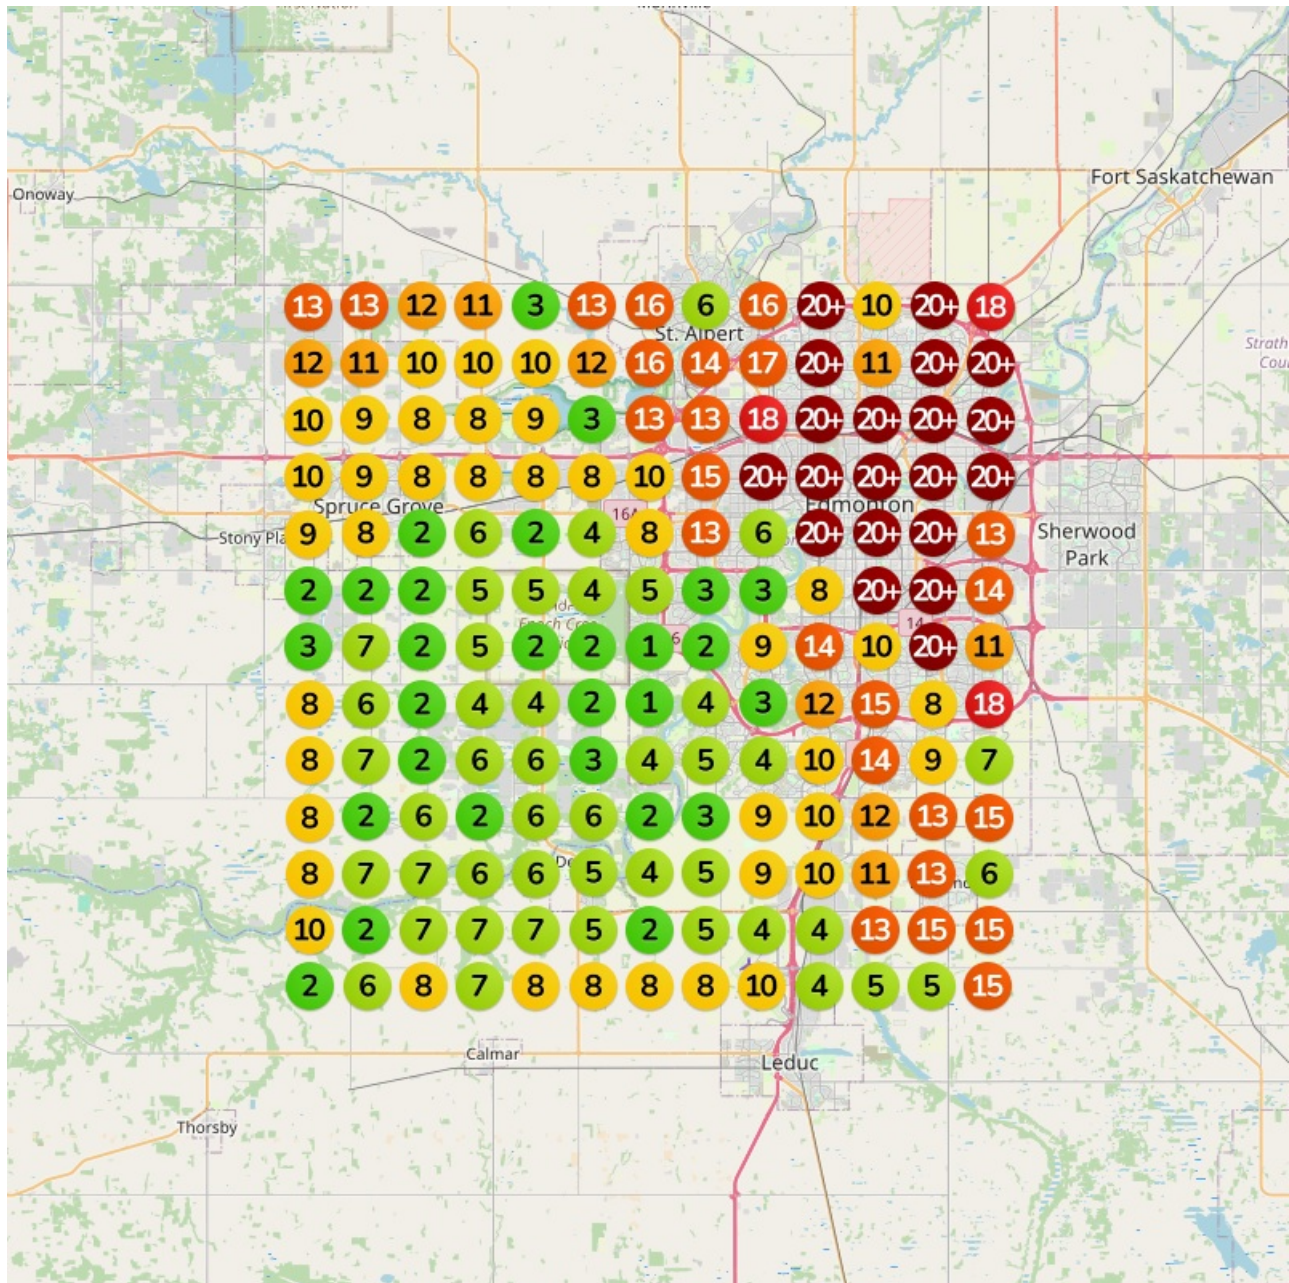 Onoway
Fort Saskatchewan
13 13 12 11 3 13 16 6 16 20+ 10 20+ 18
St. Albert
Strath
Cou
12 11 10 10 10 12 16 14 17 20+ 11 20+ 20+
10 9 8 8 9 3 13 13 18 20+ 20+ 20+ 20+
10 9 8 8 8 8 10 15 20+ 20+ 20+ 20+ 20+
Spruce Grove 16A Edmonton
9 8 2 6 2 4 8 13 6 20+ 20+ 20+ 13
Stony Pla
Sherwood
Park
2 2 2 5 5 4 5 3 3 8 20+ 20+ 14
Enoch Cree
14
3 7 2 5 2 2 1 2 9 14 10 20+ 11
8 6 2 4 4 2 1 4 3 12 15 8 18
8 7 2 6 6 3 4 5 4 10 14 9 7
8 2 6 2 6 6 2 3 9 10 12 13 15
De
8 7 7 6 6 5 4 5 9 10 11 13 6
10 2 7 7 7 5 2 5 4 4 13 15 15
2 6 8 7 8 8 8 8 10 4 5 5 15
Calmar
Leduc
Thorsby